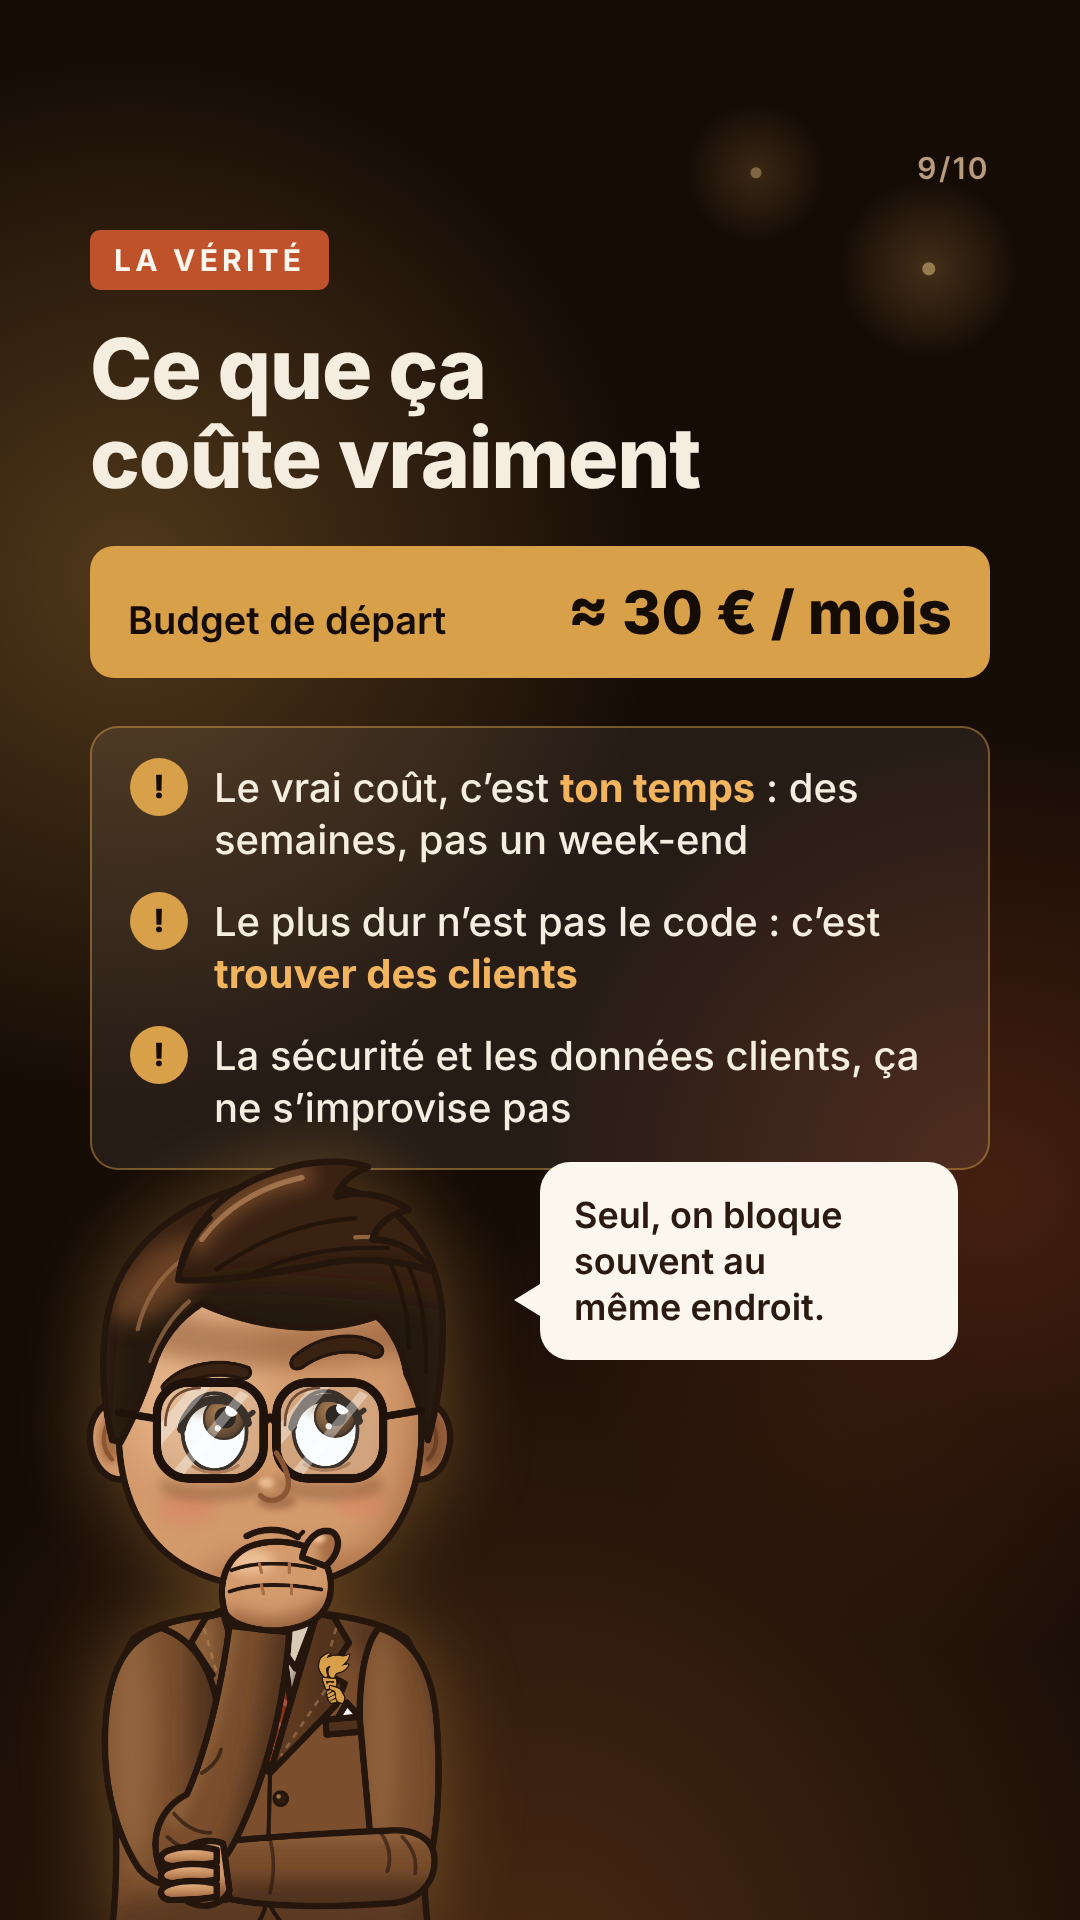 9/10
LA VÉRITÉ
Ce que ça
coûte vraiment
Budget de départ ≈ 30 € / mois
! Le vrai coût, c’est ton temps : des
semaines, pas un week-end
! Le plus dur n’est pas le code : c’est
trouver des clients
! La sécurité et les données clients, ça
ne s’improvise pas
Seul, on bloque
souvent au
même endroit.